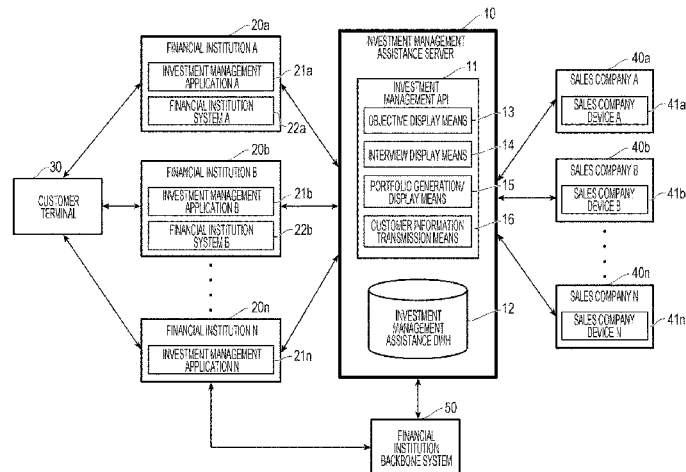 20a
FINANCIAL INSTITUTION A
INVESTMENT MANAGEMENT
APPLICATION A
21a
FINANCIAL INSTITUTION
SYSTEM A
22a
30
CUSTOMER
TERMINAL
20b
FINANCIAL INSTITUTION B
INVESTMENT MANAGEMENT
APPLICATION B
21b
FINANCIAL INSTITUTION
SYSTEM B
22b
20n
FINANCIAL INSTITUTION N
INVESTMENT MANAGEMENT
APPLICATION N
21n
10
INVESTMENT MANAGEMENT
ASSISTANCE SERVER
11
INVESTMENT
MANAGEMENT API
OBJECTIVE DISPLAY MEANS
13
INTERVIEW DISPLAY MEANS
14
PORTFOLIO GENERATION/
DISPLAY MEANS
15
CUSTOMER INFORMATION
TRANSMISSION MEANS
16
INVESTMENT
MANAGEMENT
ASSISTANCE DWH
12
50
FINANCIAL
INSTITUTION
BACKBONE SYSTEM
40a
SALES COMPANY A
SALES COMPANY
DEVICE A
41a
40b
SALES COMPANY B
SALES COMPANY
DEVICE B
41b
40n
SALES COMPANY N
SALES COMPANY
DEVICE N
41n